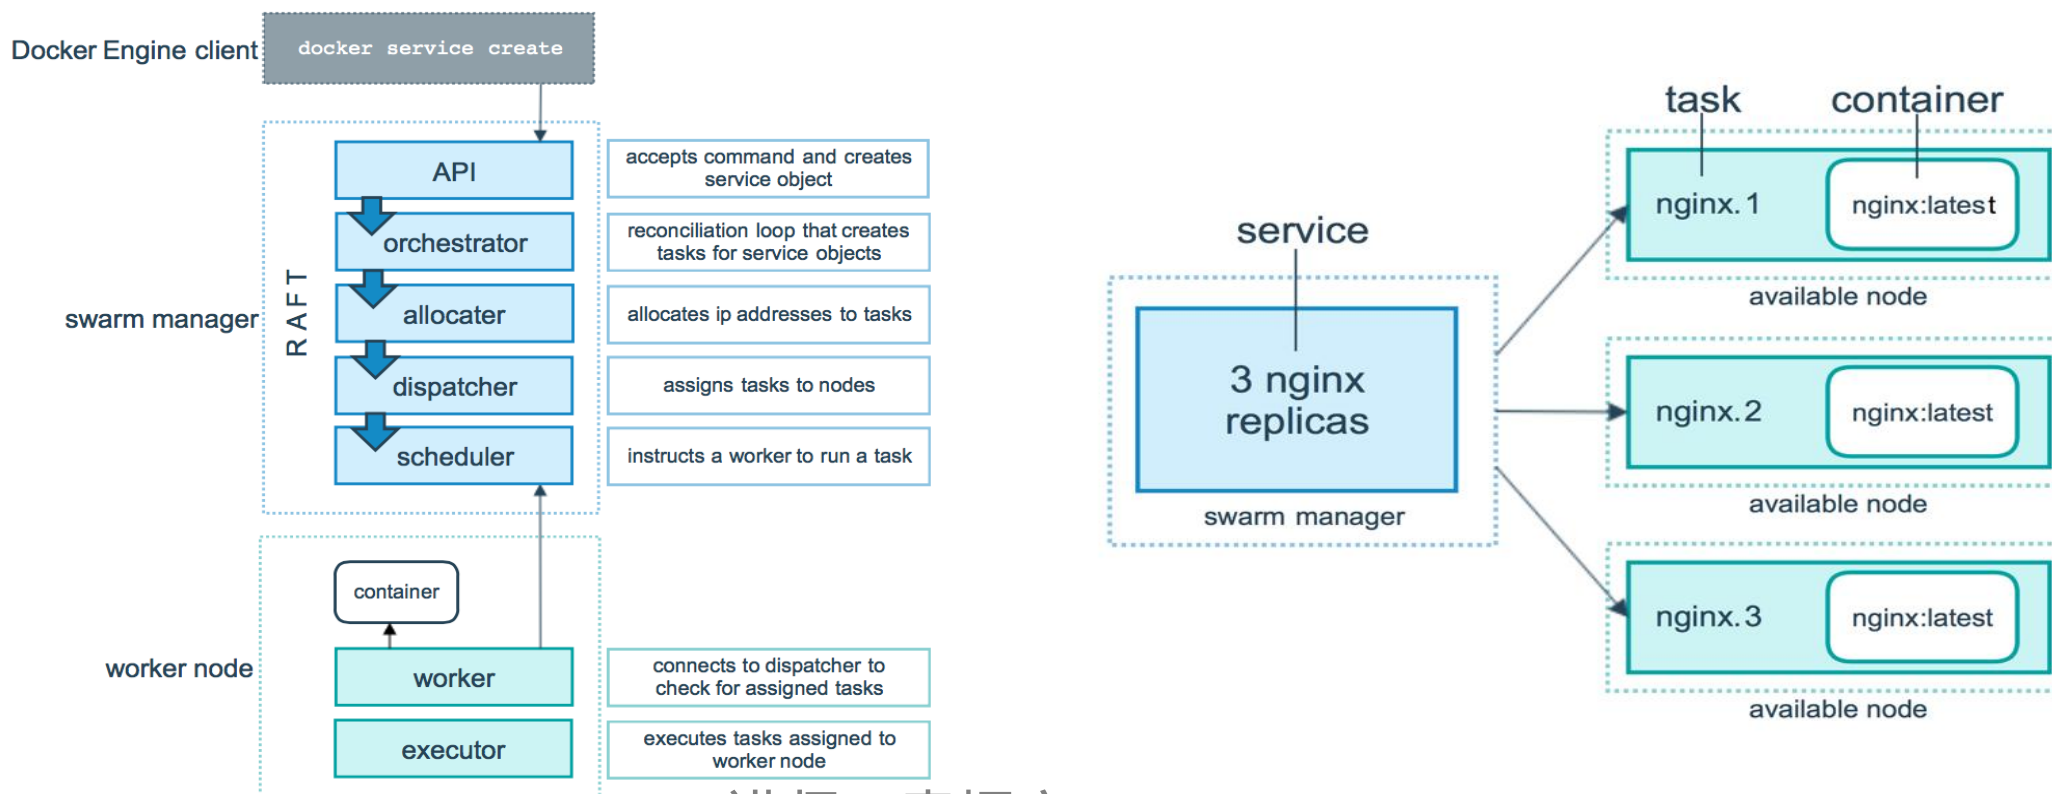 Docker Engine client
docker service create
swarm manager
RAFT
API
accepts command and creates
service object
orchestrator
reconciliation loop that creates
tasks for service objects
allocater
allocates ip addresses to tasks
dispatcher
assigns tasks to nodes
scheduler
instructs a worker to run a task
worker node
container
worker
connects to dispatcher to
check for assigned tasks
executor
executes tasks assigned to
worker node
service
3 nginx
replicas
swarm manager
task
container
nginx.1
nginx:latest
available node
nginx.2
nginx:latest
available node
nginx.3
nginx:latest
available node